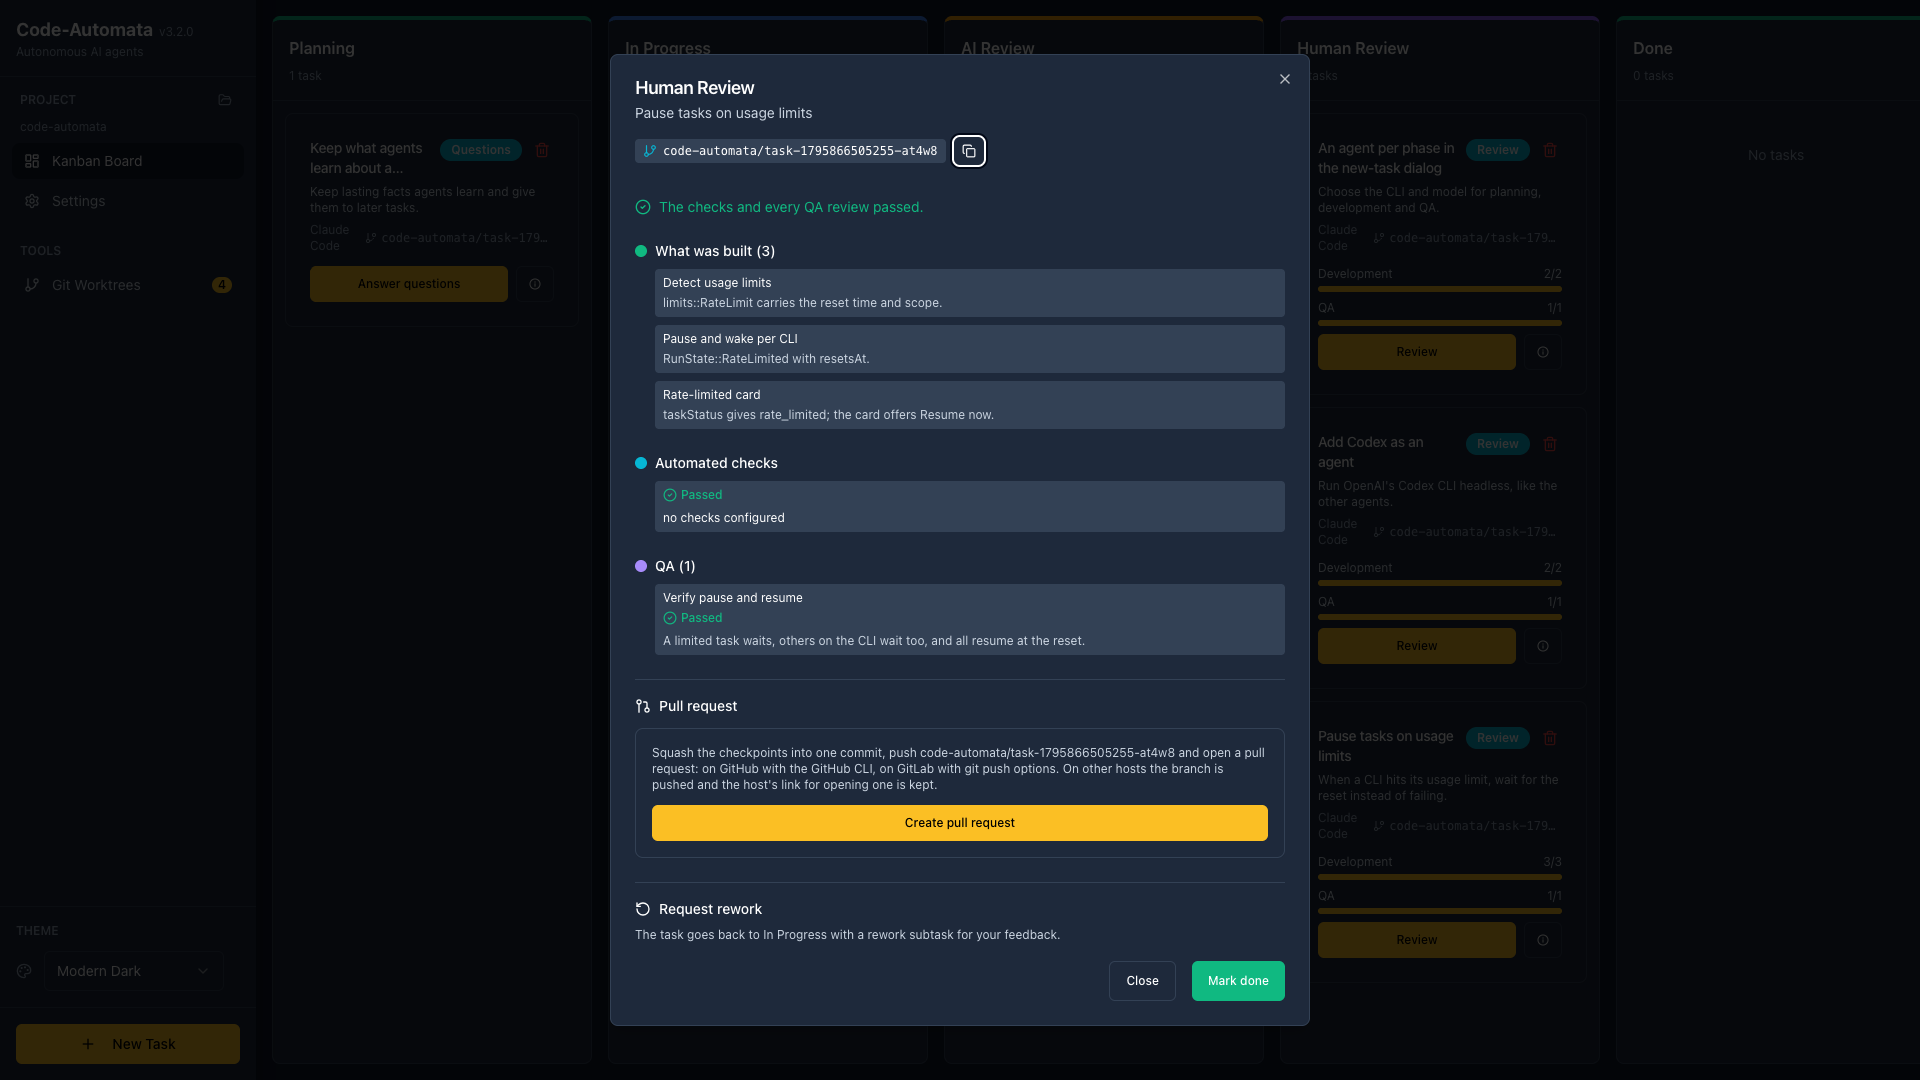 Code-Automata v3.2.0
Autonomous AI agents
PROJECT
code-automata
Kanban Board
Settings
TOOLS
Git Worktrees
4
THEME
Modern Dark
New Task
Planning
1 task
Keep what agents
learn about a...
Questions
Keep lasting facts agents learn and give
them to later tasks.
Claude
Code
code-automata/task-179…
Answer questions
In Progress
AI Review
Human Review
tasks
An agent per phase in
the new-task dialog
Review
Choose the CLI and model for planning,
development and QA.
Claude
Code
code-automata/task-179…
Development 2/2
QA 1/1
Review
Add Codex as an
agent
Review
Run OpenAI's Codex CLI headless, like the
other agents.
Claude
Code
code-automata/task-179…
Development 2/2
QA 1/1
Review
Pause tasks on usage
limits
Review
When a CLI hits its usage limit, wait for the
reset instead of failing.
Claude
Code
code-automata/task-179…
Development 3/3
QA 1/1
Review
Done
0 tasks
No tasks
Human Review
Pause tasks on usage limits
code-automata/task-1795866505255-at4w8
The checks and every QA review passed.
What was built (3)
Detect usage limits
limits::RateLimit carries the reset time and scope.
Pause and wake per CLI
RunState::RateLimited with resetsAt.
Rate-limited card
taskStatus gives rate_limited; the card offers Resume now.
Automated checks
Passed
no checks configured
QA (1)
Verify pause and resume
Passed
A limited task waits, others on the CLI wait too, and all resume at the reset.
Pull request
Squash the checkpoints into one commit, push code-automata/task-1795866505255-at4w8 and open a pull
request: on GitHub with the GitHub CLI, on GitLab with git push options. On other hosts the branch is
pushed and the host's link for opening one is kept.
Create pull request
Request rework
The task goes back to In Progress with a rework subtask for your feedback.
Close
Mark done